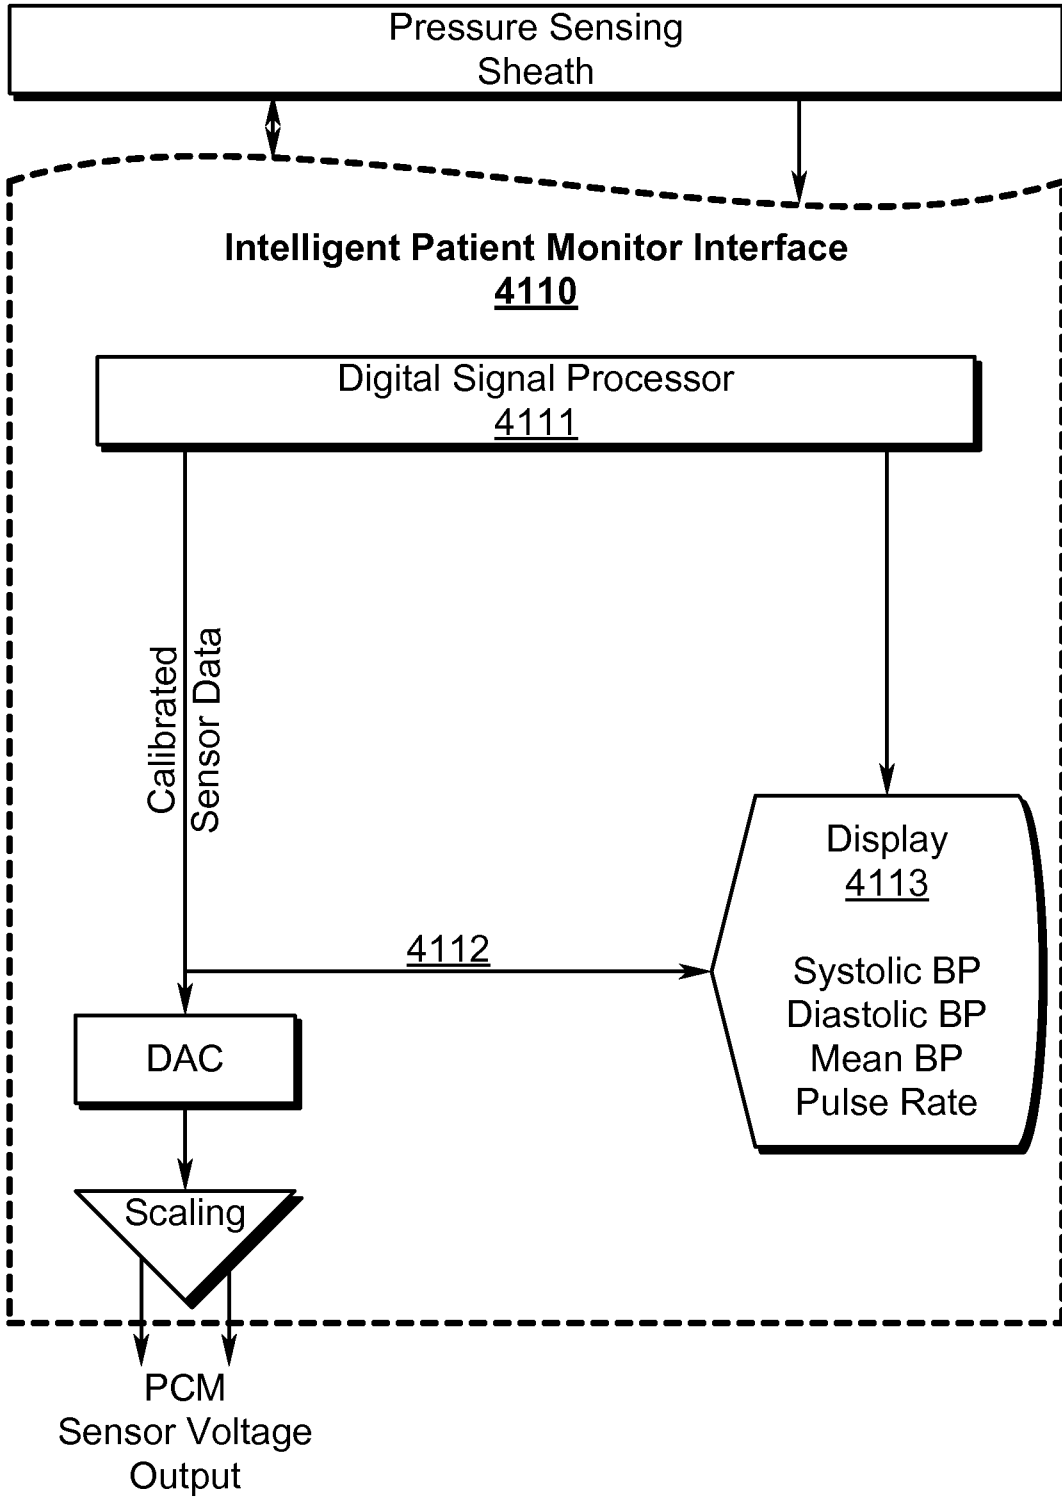 Pressure Sensing
Sheath
Intelligent Patient Monitor Interface
4110
Digital Signal Processor
4111
Calibrated
Sensor Data
Display
4113
4112
Systolic BP
Diastolic BP
Mean BP
Pulse Rate
DAC
Scaling
PCM
Sensor Voltage
Output